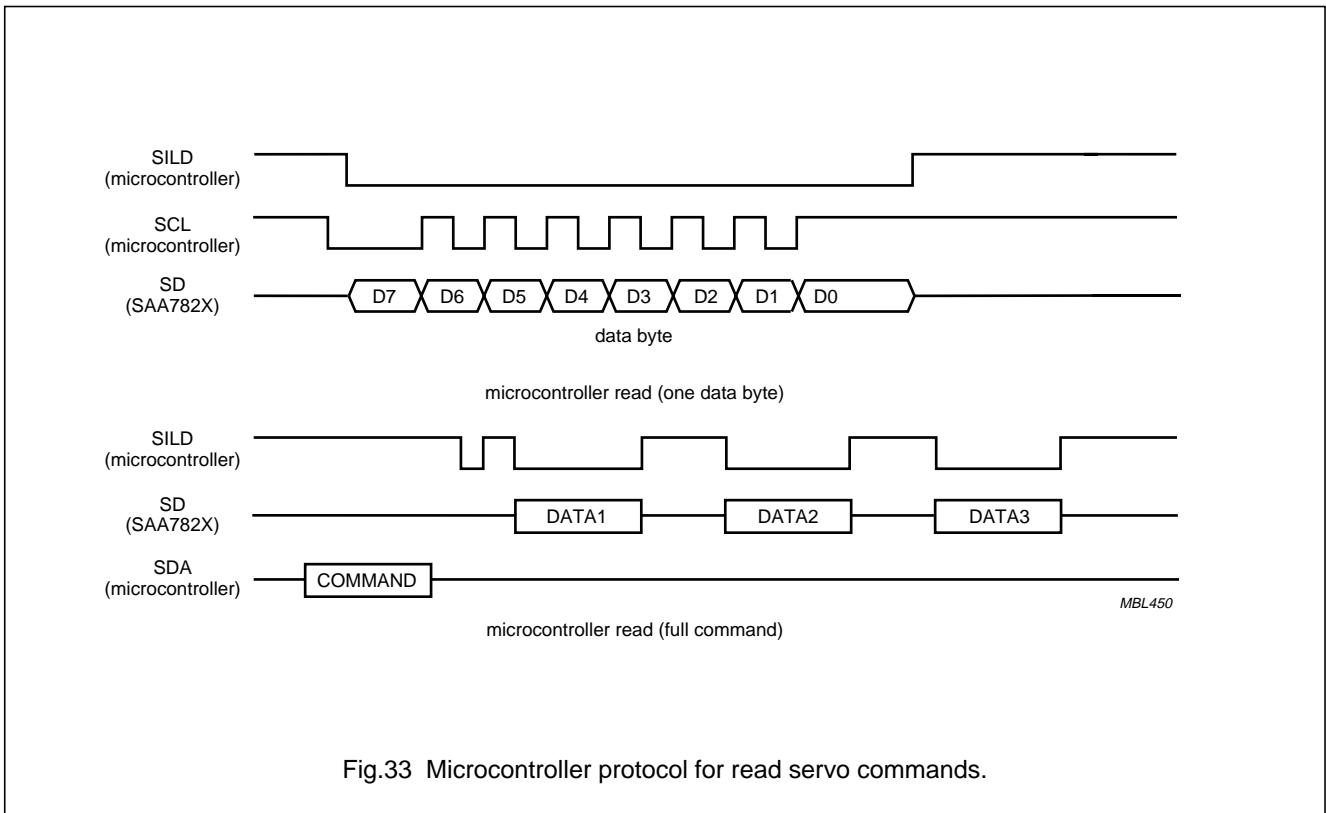 SILD
(microcontroller)
SCL
(microcontroller)
SD
(SAA782X)
D7 D6 D5 D4 D3 D2 D1 D0
data byte
microcontroller read (one data byte)
SILD
(microcontroller)
SD
(SAA782X)
DATA1 DATA2 DATA3
SDA
(microcontroller)
COMMAND
MBL450
microcontroller read (full command)
Fig.33 Microcontroller protocol for read servo commands.